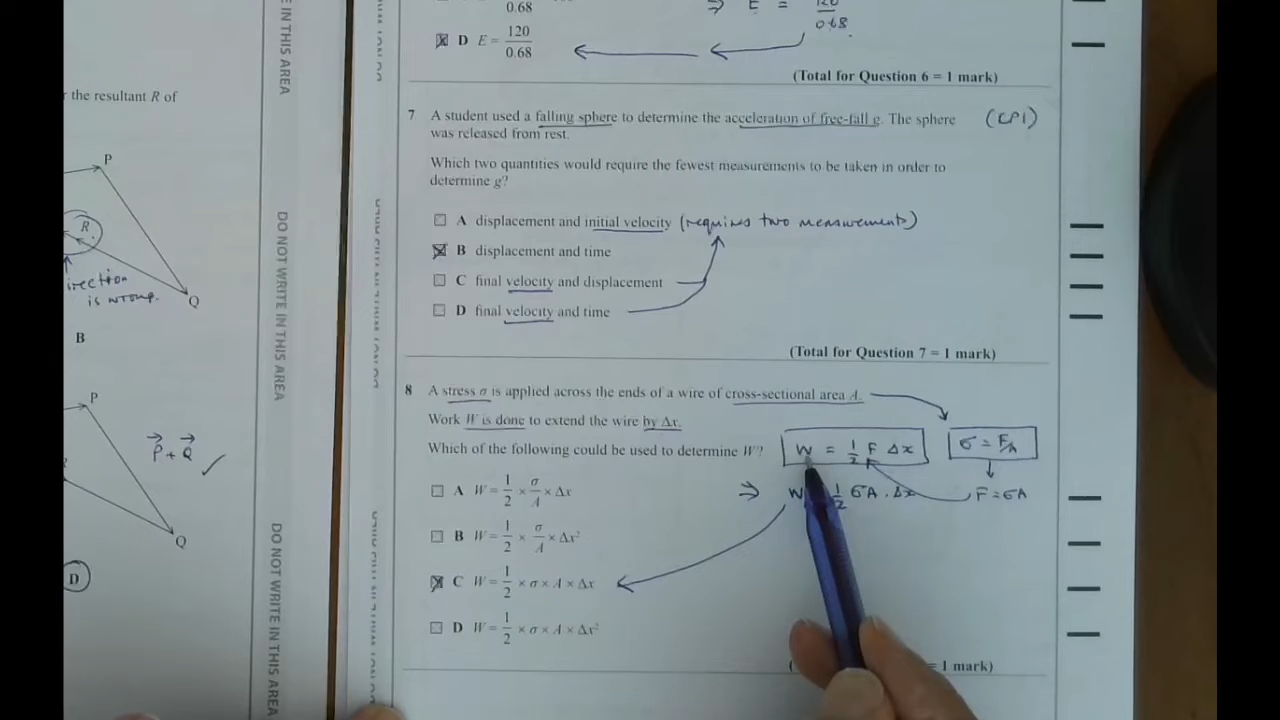 r the resultant R of
P
R
irection
is wrong.
Q
B
P
P + Q
Q
D
E IN THIS AREA
DO NOT WRITE IN THIS AREA
DO NOT WRITE IN THIS AREA
0.68
⇒ E = 120/0.68
D E = 120/0.68
(Total for Question 6 = 1 mark)
7 A student used a falling sphere to determine the acceleration of free-fall g. The sphere (CP1)
was released from rest.
Which two quantities would require the fewest measurements to be taken in order to
determine g?
A displacement and initial velocity (requires two measurements)
B displacement and time
C final velocity and displacement
D final velocity and time
(Total for Question 7 = 1 mark)
8 A stress σ is applied across the ends of a wire of cross-sectional area A.
Work W is done to extend the wire by Δx.
Which of the following could be used to determine W? W = 1/2 F Δx σ = F/A
⇒ W 1/2 σA . Δx F = σA
A W = 1/2 × σ/A × Δx
B W = 1/2 × σ/A × Δx²
C W = 1/2 × σ × A × Δx
D W = 1/2 × σ × A × Δx²
= 1 mark)